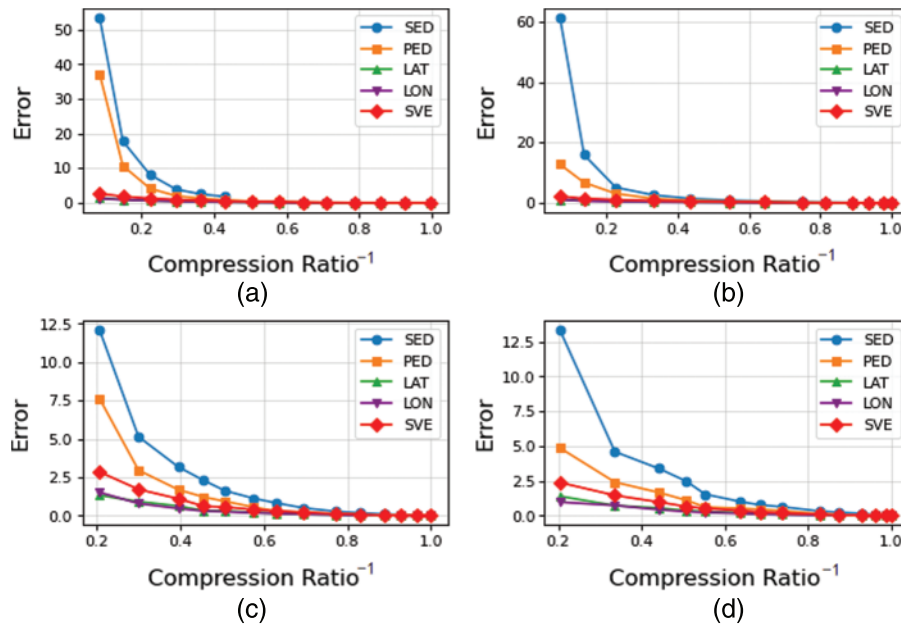 50
40
30
20
10
0
Error
SED
PED
LAT
LON
SVE
0.2 0.4 0.6 0.8 1.0
Compression Ratio⁻¹
(a)
60
40
20
0
Error
SED
PED
LAT
LON
SVE
0.2 0.4 0.6 0.8 1.0
Compression Ratio⁻¹
(b)
12.5
10.0
7.5
5.0
2.5
0.0
Error
SED
PED
LAT
LON
SVE
0.2 0.4 0.6 0.8 1.0
Compression Ratio⁻¹
(c)
12.5
10.0
7.5
5.0
2.5
0.0
Error
SED
PED
LAT
LON
SVE
0.2 0.4 0.6 0.8 1.0
Compression Ratio⁻¹
(d)